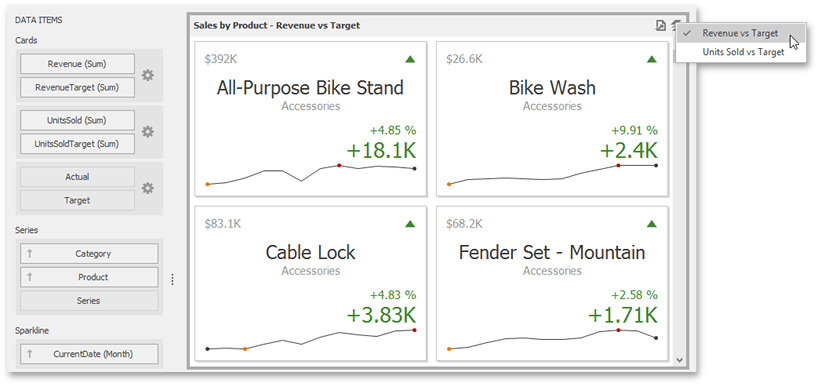 DATA ITEMS
Cards
Revenue (Sum)
RevenueTarget (Sum)
UnitsSold (Sum)
UnitsSoldTarget (Sum)
Actual
Target
Series
Category
Product
Series
Sparkline
CurrentDate (Month)
Sales by Product - Revenue vs Target
Revenue vs Target
Units Sold vs Target
$392K
All-Purpose Bike Stand
Accessories
+4.85 %
+18.1K
$26.6K
Bike Wash
Accessories
+9.91 %
+2.4K
$83.1K
Cable Lock
Accessories
+4.83 %
+3.83K
$68.2K
Fender Set - Mountain
Accessories
+2.58 %
+1.71K